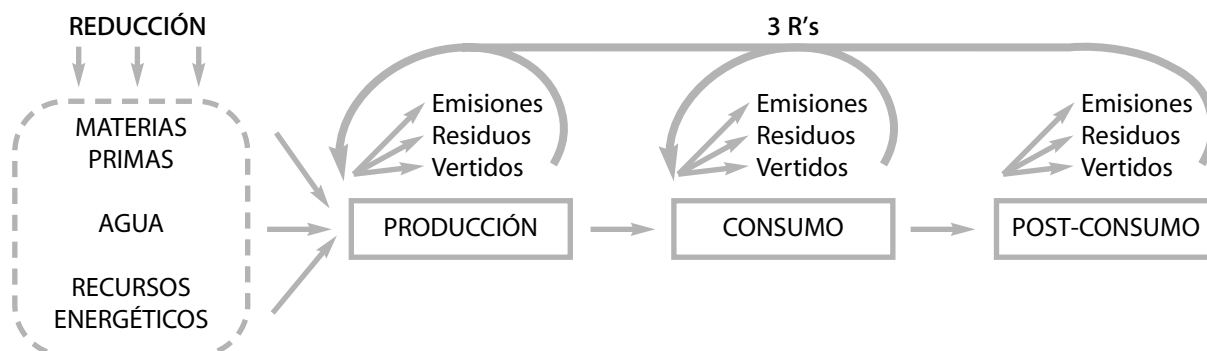 REDUCCIÓN
3 R's
MATERIAS
PRIMAS
AGUA
RECURSOS
ENERGÉTICOS
Emisiones
Residuos
Vertidos
PRODUCCIÓN
Emisiones
Residuos
Vertidos
CONSUMO
Emisiones
Residuos
Vertidos
POST-CONSUMO